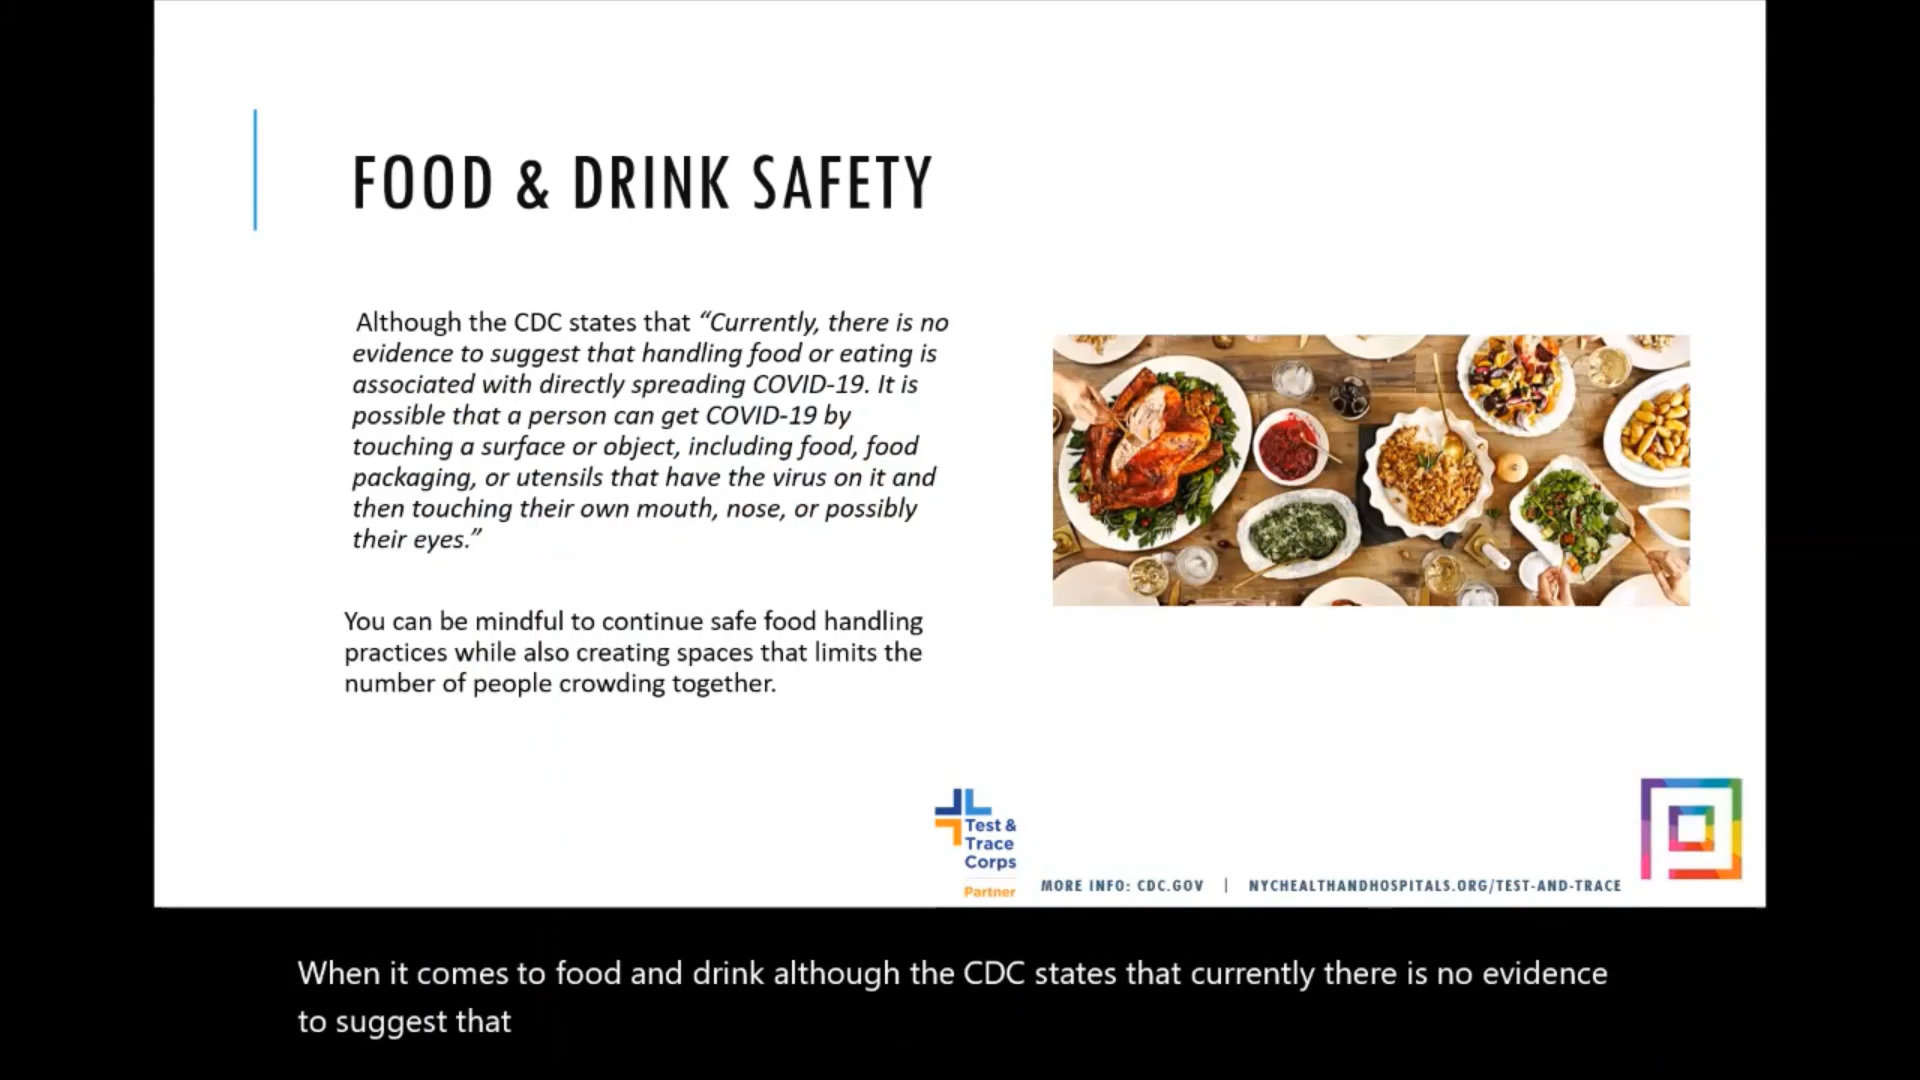 FOOD & DRINK SAFETY
Although the CDC states that “Currently, there is no
evidence to suggest that handling food or eating is
associated with directly spreading COVID-19. It is
possible that a person can get COVID-19 by
touching a surface or object, including food, food
packaging, or utensils that have the virus on it and
then touching their own mouth, nose, or possibly
their eyes.”
You can be mindful to continue safe food handling
practices while also creating spaces that limits the
number of people crowding together.
Test &
Trace
Corps
Partner
MORE INFO: CDC.GOV | NYCHEALTHANDHOSPITALS.ORG/TEST-AND-TRACE
When it comes to food and drink although the CDC states that currently there is no evidence
to suggest that